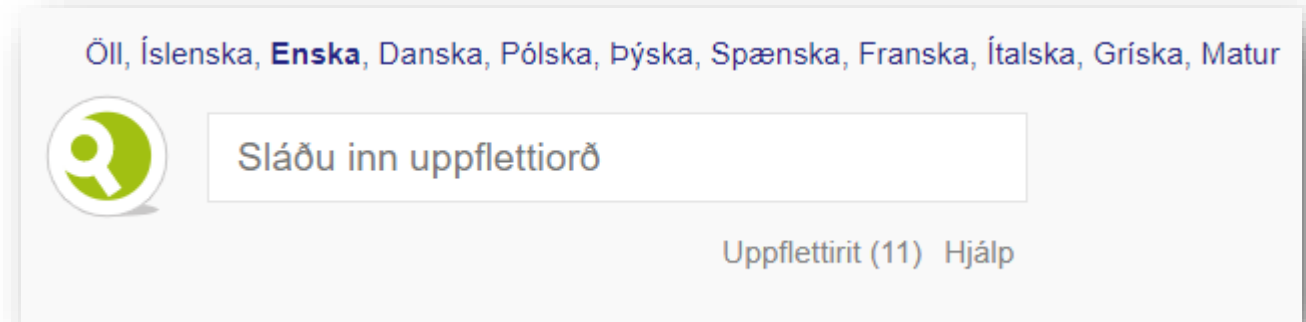 Öll, Íslenska, Enska, Danska, Pólska, Þýska, Spænska, Franska, Ítalska, Gríska, Matur
Sláðu inn uppflettiorð
Uppflettirit (11) Hjálp